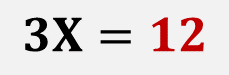 3X = 12